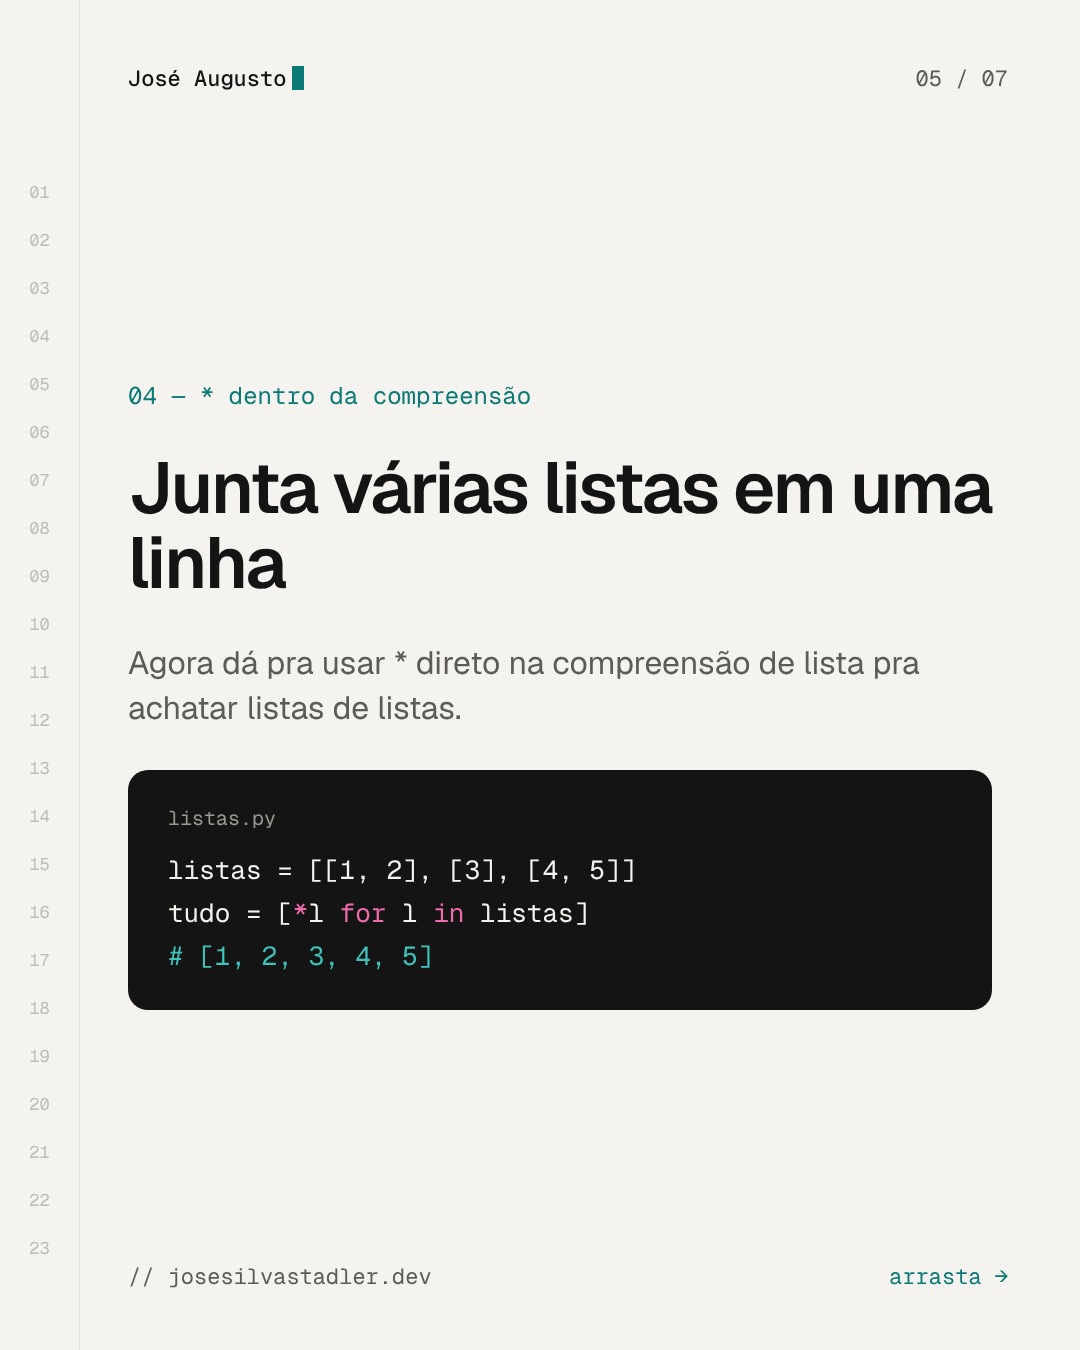 José Augusto
05 / 07
01
02
03
04
05
06
07
08
09
10
11
12
13
14
15
16
17
18
19
20
21
22
23
04 — * dentro da compreensão
Junta várias listas em uma
linha
Agora dá pra usar * direto na compreensão de lista pra
achatar listas de listas.
listas.py
listas = [[1, 2], [3], [4, 5]]
tudo = [*l for l in listas]
# [1, 2, 3, 4, 5]
// josesilvastadler.dev
arrasta →